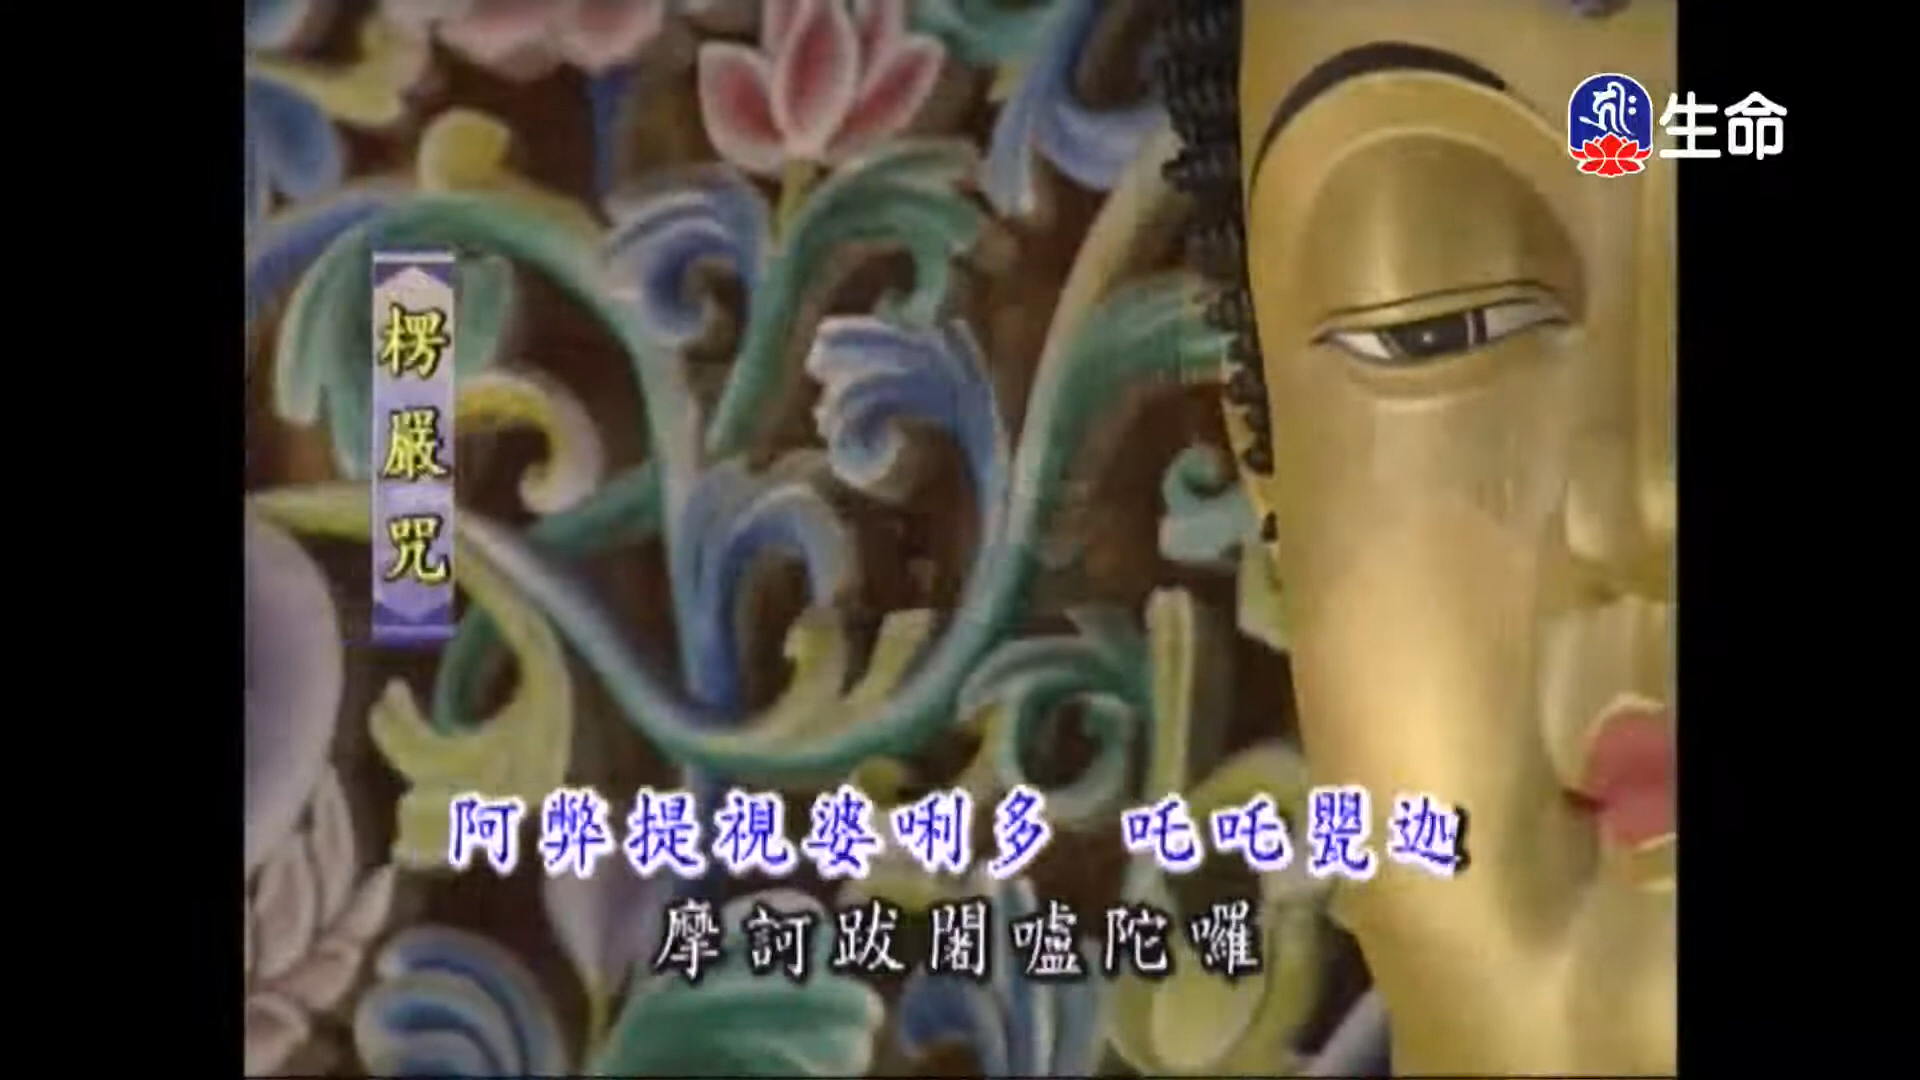 生命
楞嚴咒
阿弊提視婆唎多 吒吒甖迦
摩訶跋闍嚧陀囉